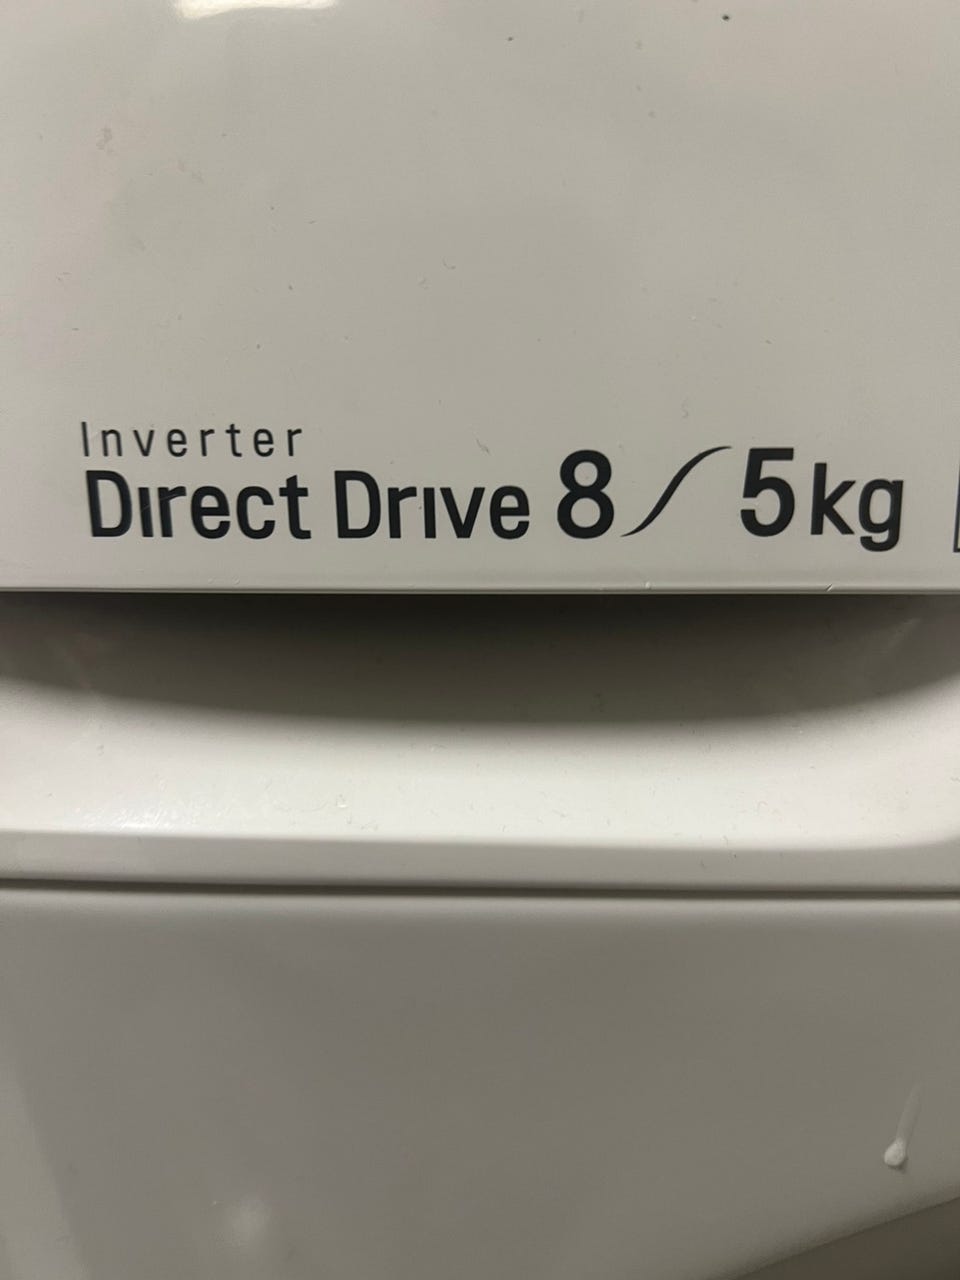 Inverter
Direct Drive 8/5kg